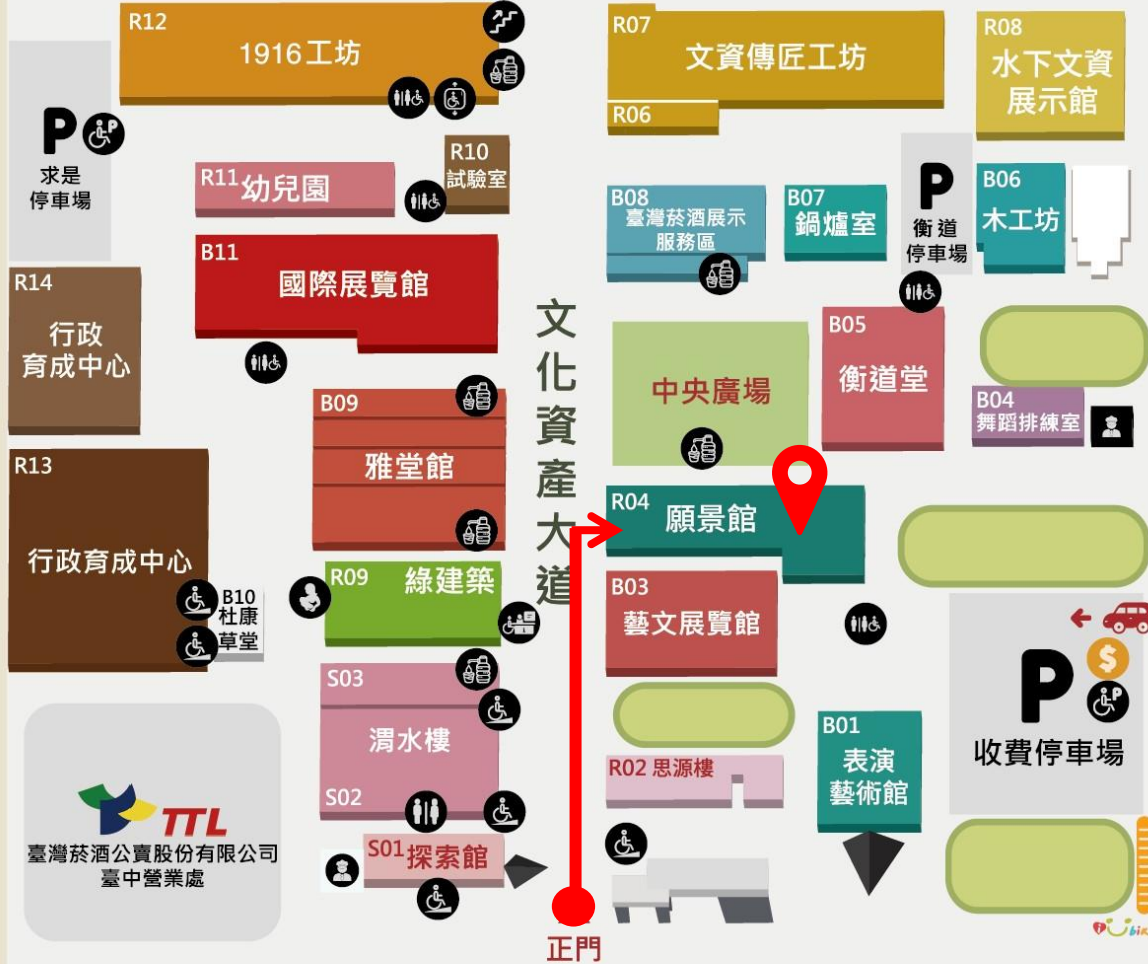 R12
1916工坊
P
求是
停車場
R10
試驗室
R11 幼兒園
B11
國際展覽館
R14
行政
育成中心
B09
雅堂館
R13
行政育成中心
B10
杜康
草堂
R09 綠建築
S03
渭水樓
S02
S01 探索館
TTL
臺灣菸酒公賣股份有限公司
臺中營業處
文化資產大道
正門
R07
文資傳匠工坊
R06
R08
水下文資
展示館
B08
臺灣菸酒展示
服務區
B07
鍋爐室
P
衡道
停車場
B06
木工坊
中央廣場
B05
衡道堂
B04
舞蹈排練室
R04 願景館
B03
藝文展覽館
R02 思源樓
B01
表演
藝術館
$
P
收費停車場
P
P
Ubik